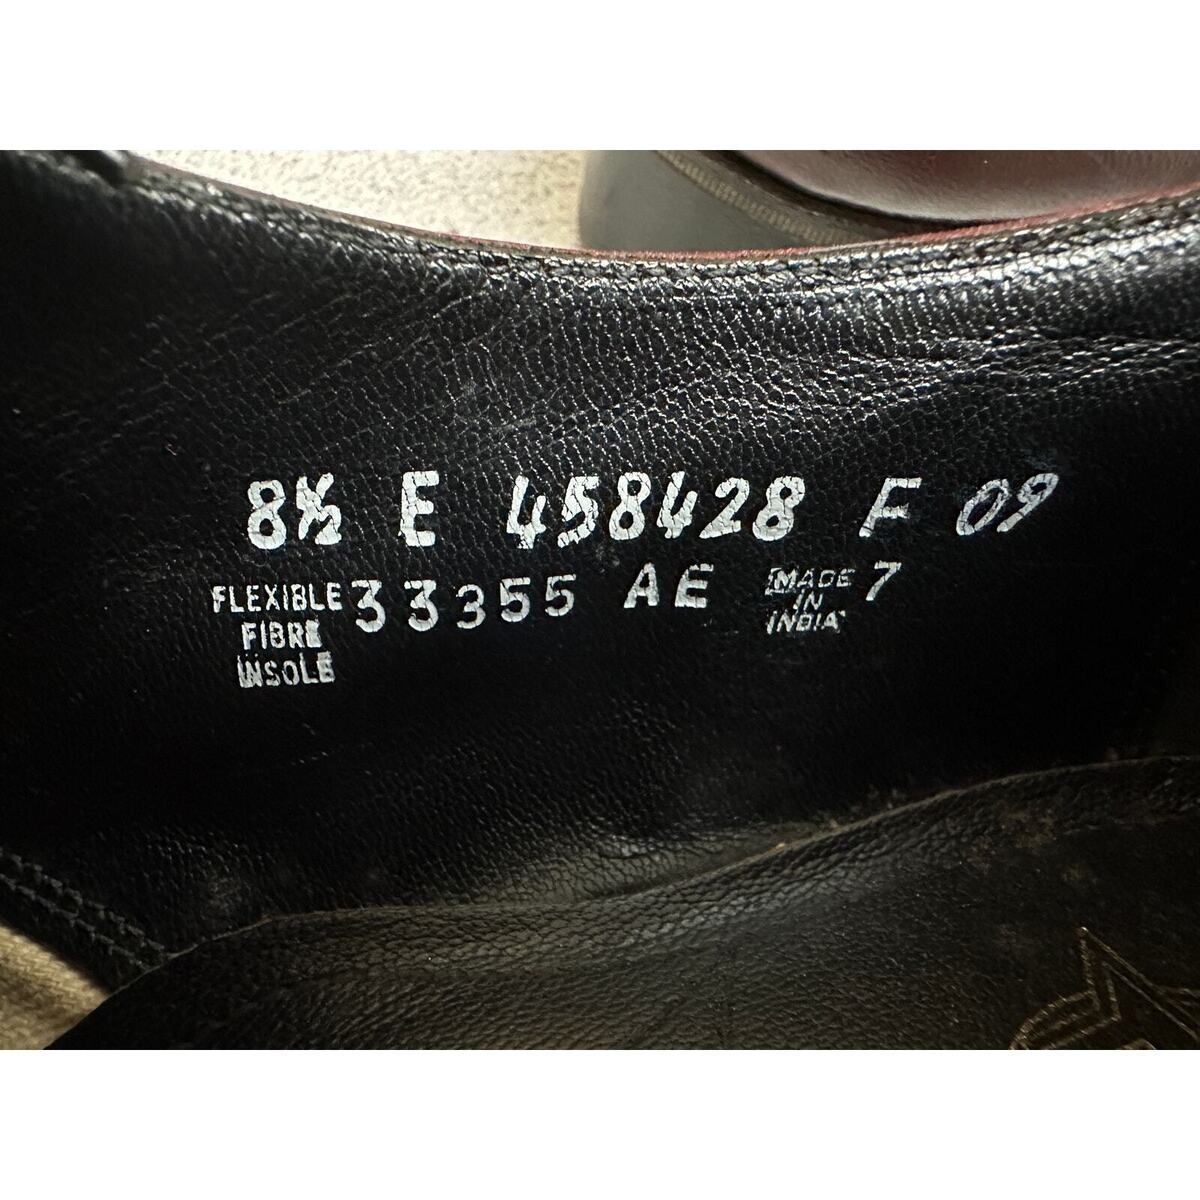 8½ E 458428 F 09
FLEXIBLE FIBRE INSOLE 33355 AE MADE IN INDIA 7